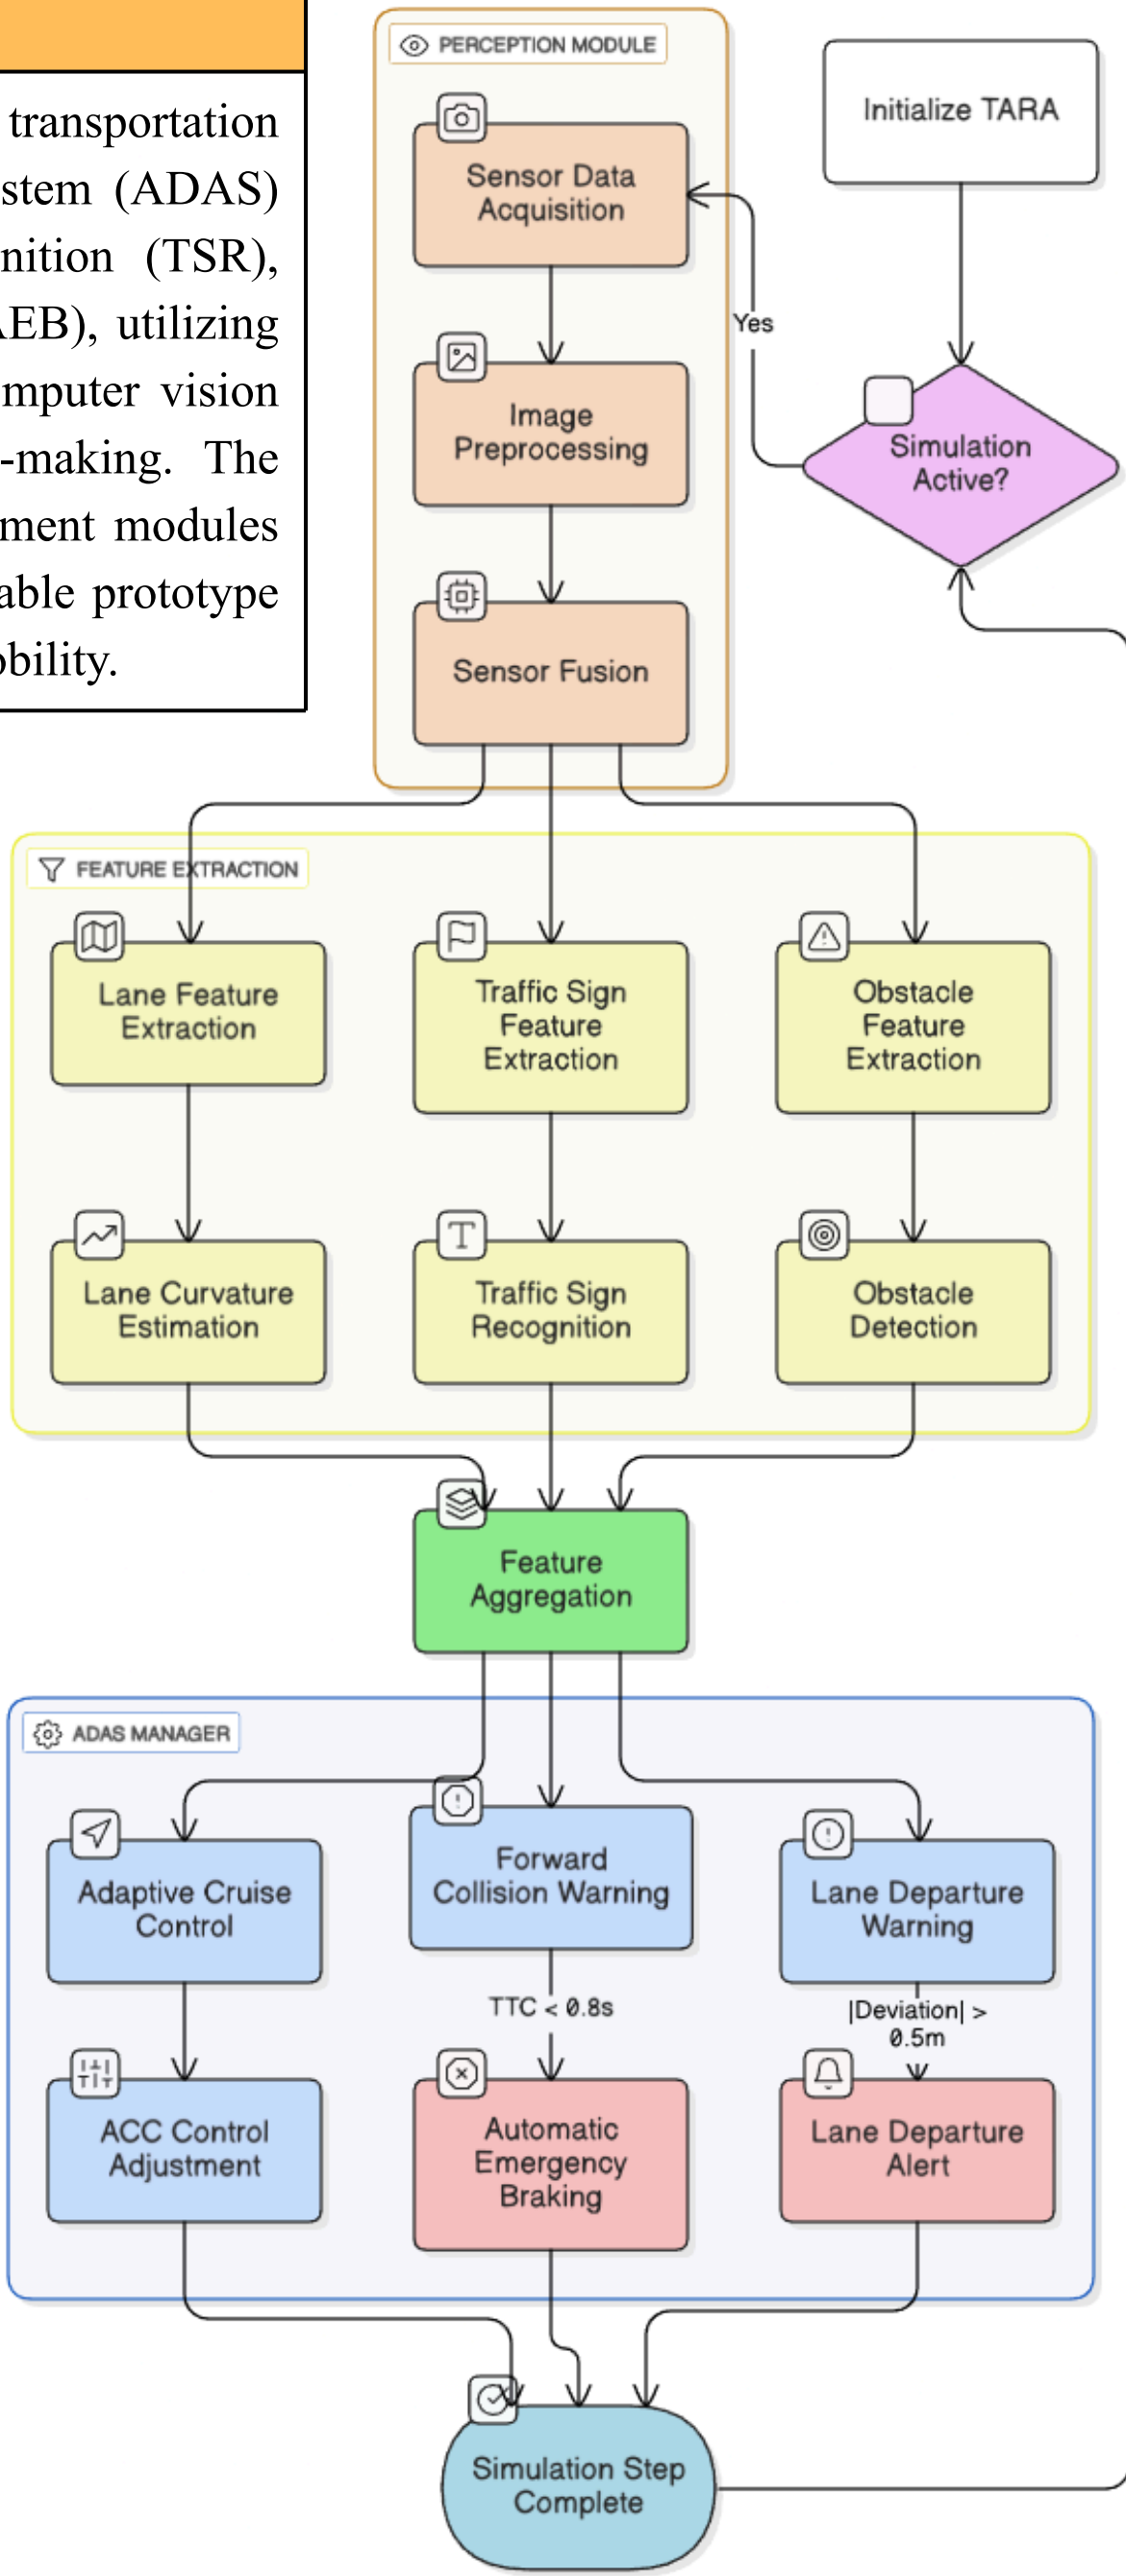 transportation
stem (ADAS)
nition (TSR),
AEB), utilizing
mputer vision
-making. The
ment modules
able prototype
obility.
PERCEPTION MODULE
Sensor Data
Acquisition
Image
Preprocessing
Sensor Fusion
Initialize TARA
Yes
Simulation
Active?
FEATURE EXTRACTION
Lane Feature
Extraction
Traffic Sign
Feature
Extraction
Obstacle
Feature
Extraction
Lane Curvature
Estimation
Traffic Sign
Recognition
Obstacle
Detection
Feature
Aggregation
ADAS MANAGER
Adaptive Cruise
Control
Forward
Collision Warning
Lane Departure
Warning
TTC < 0.8s
|Deviation| >
0.5m
ACC Control
Adjustment
Automatic
Emergency
Braking
Lane Departure
Alert
Simulation Step
Complete